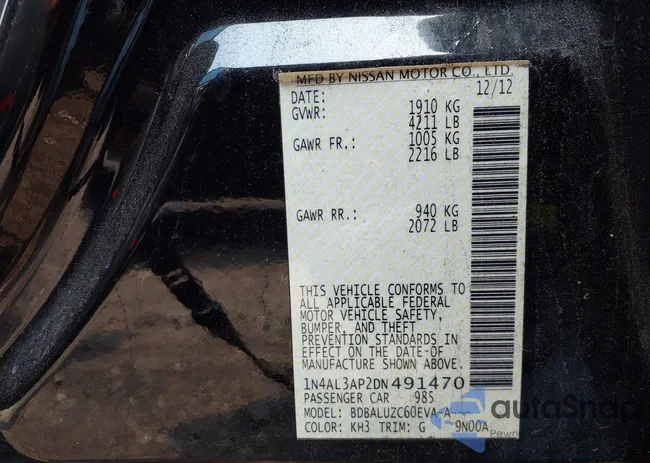 MFD BY NISSAN MOTOR CO., LTD.
DATE: 12/12
GVWR: 1910 KG
4211 LB
GAWR FR.: 1005 KG
2216 LB
GAWR RR.: 940 KG
2072 LB
THIS VEHICLE CONFORMS TO
ALL APPLICABLE FEDERAL
MOTOR VEHICLE SAFETY,
BUMPER, AND THEFT
PREVENTION STANDARDS IN
EFFECT ON THE DATE-OF
MANUFACTURE SHOWN ABOVE.
1N4AL3AP2DN491470
PASSENGER CAR 985
MODEL: BDBALUZC60EVA-A
COLOR: KH3 TRIM: G 9N00A
autoSnap